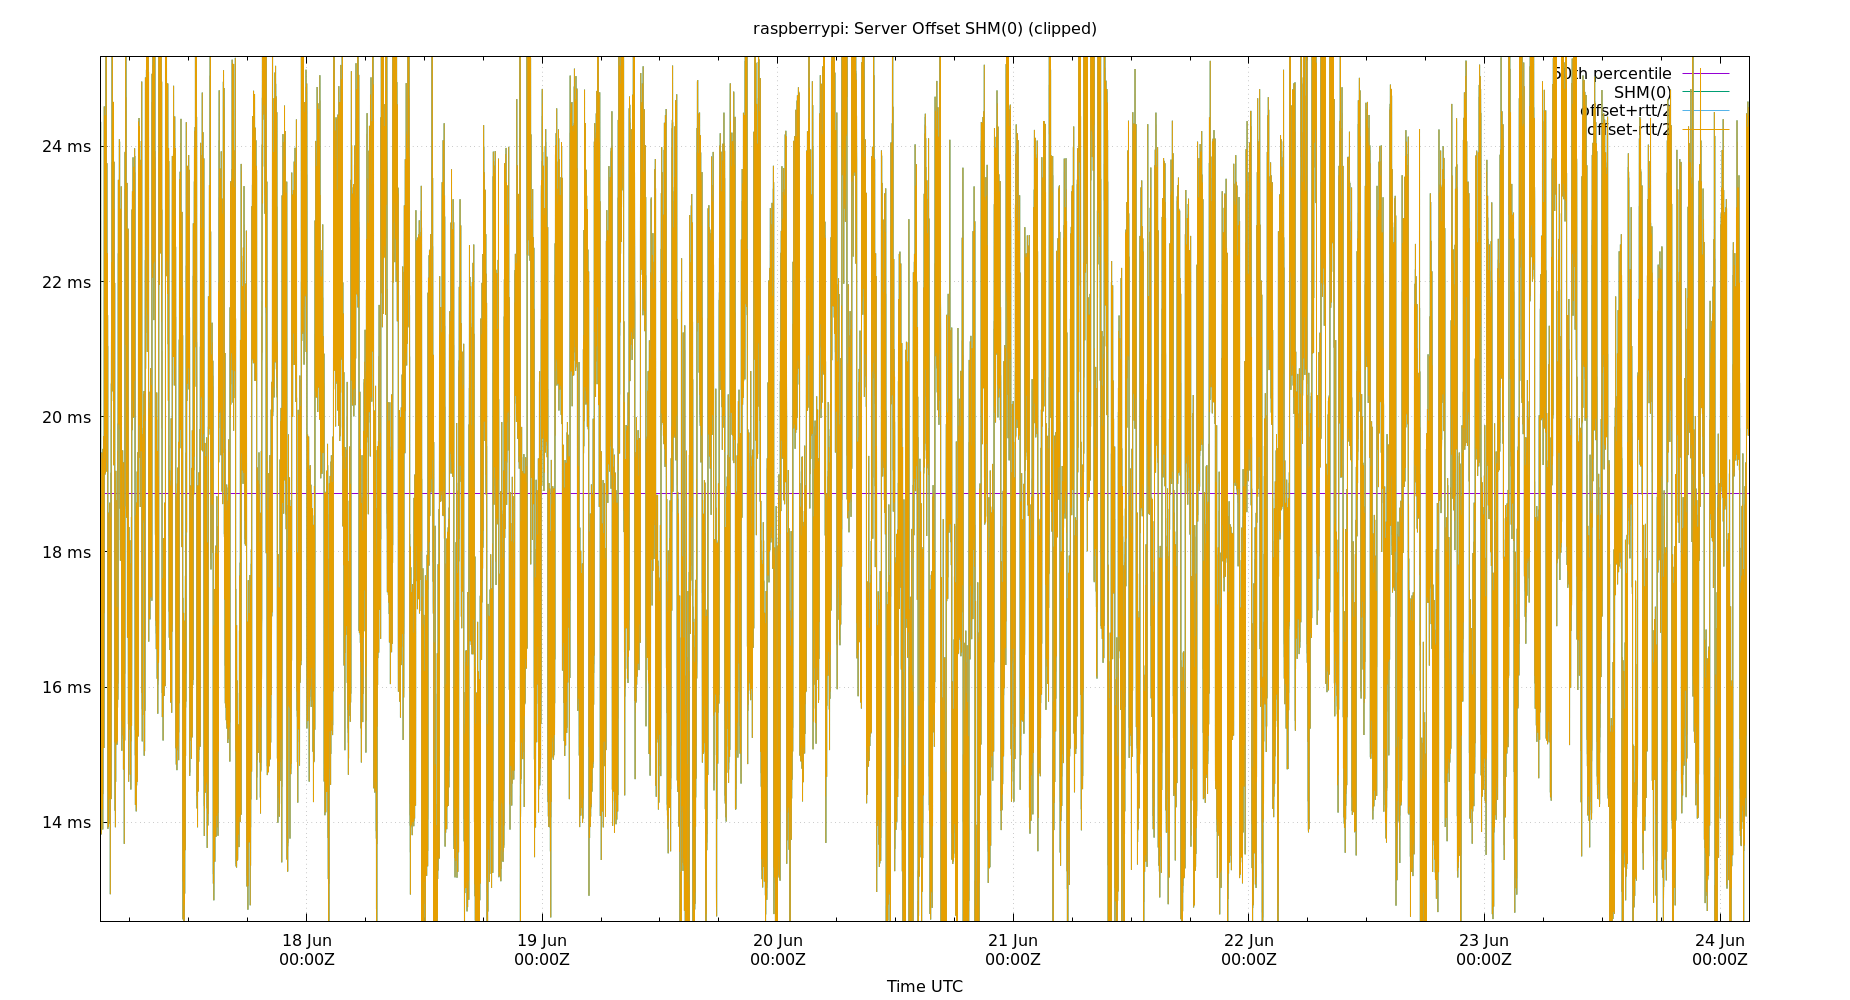 raspberrypi: Server Offset SHM(0) (clipped)
50th percentile
SHM(0)
offset+rtt/2
offset-rtt/2
24 ms
22 ms
20 ms
18 ms
16 ms
14 ms
18 Jun 19 Jun 20 Jun 21 Jun 22 Jun 23 Jun 24 Jun
00:00Z 00:00Z 00:00Z 00:00Z 00:00Z 00:00Z 00:00Z
Time UTC